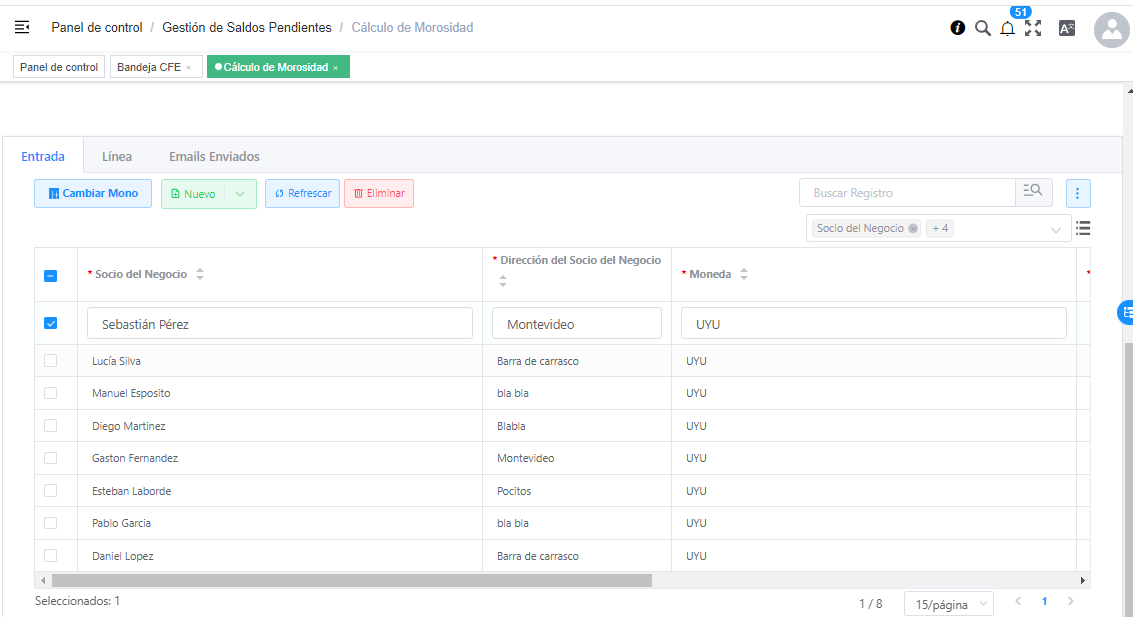 Panel de control / Gestión de Saldos Pendientes / Cálculo de Morosidad
51
Panel de control
Bandeja CFE ×
Cálculo de Morosidad ×
Entrada
Línea
Emails Enviados
Cambiar Mono
Nuevo
Refrescar
Eliminar
Buscar Registro
Socio del Negocio
+ 4
* Socio del Negocio
* Dirección del Socio del Negocio
* Moneda
*
Sebastián Pérez
Montevideo
UYU
Lucía Silva
Barra de carrasco
UYU
Manuel Esposito
bla bla
UYU
Diego Martinez
Blabla
UYU
Gaston Fernandez
Montevideo
UYU
Esteban Laborde
Pocitos
UYU
Pablo Garcia
bla bla
UYU
Daniel Lopez
Barra de carrasco
UYU
Seleccionados: 1
1 / 8
15/página
1